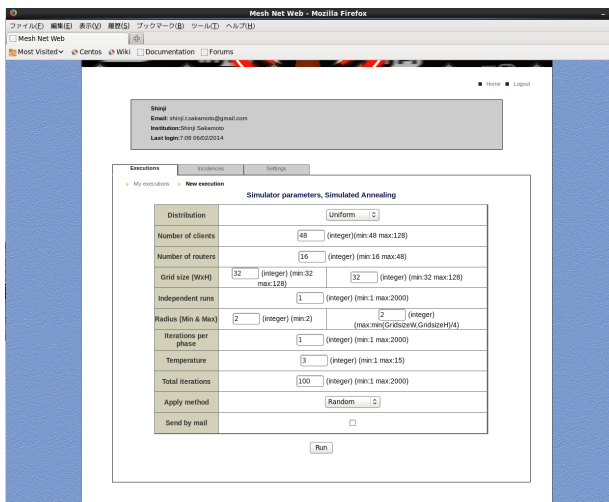 Mesh Net Web - Mozilla Firefox
ファイル(F) 編集(E) 表示(V) 履歴(S) ブックマーク(B) ツール(T) ヘルプ(H)
Mesh Net Web
Most Visited Centos Wiki Documentation Forums
Home Logout
Shinji
Email: shinji.t.sakamoto@gmail.com
Institution:Shinji Sakamoto
Last login:7:08 06/02/2014
Executions Incidences Settings
My executions New execution
Simulator parameters, Simulated Annealing
Distribution Uniform
Number of clients 48 (integer)(min:48 max:128)
Number of routers 16 (integer) (min:16 max:48)
Grid size (WxH) 32 (integer) (min:32 max:128) 32 (integer) (min:32 max:128)
Independent runs 1 (integer) (min:1 max:2000)
Radius (Min & Max) 2 (integer) (min:2) 2 (integer) (max:min(GridsizeW,GridsizeH)/4)
Iterations per phase 1 (integer) (min:1 max:2000)
Temperature 3 (integer) (min:1 max:15)
Total iterations 100 (integer) (min:1 max:2000)
Apply method Random
Send by mail
Run